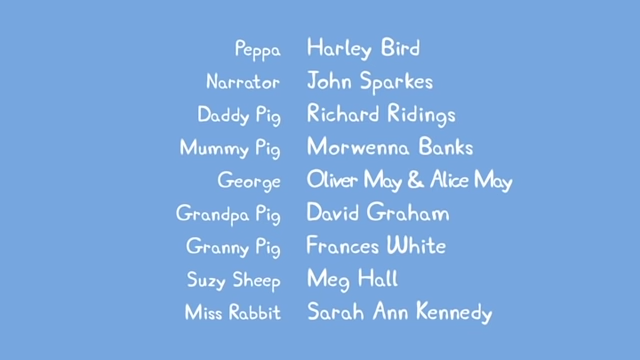 Peppa Harley Bird
Narrator John Sparkes
Daddy Pig Richard Ridings
Mummy Pig Morwenna Banks
George Oliver May & Alice May
Grandpa Pig David Graham
Granny Pig Frances White
Suzy Sheep Meg Hall
Miss Rabbit Sarah Ann Kennedy